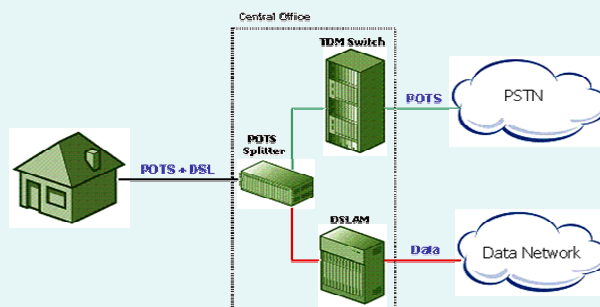 Central Office
TDM Switch
POTS
PSTN
POTS
Splitter
POTS + DSL
DSLAM
Data
Data Network